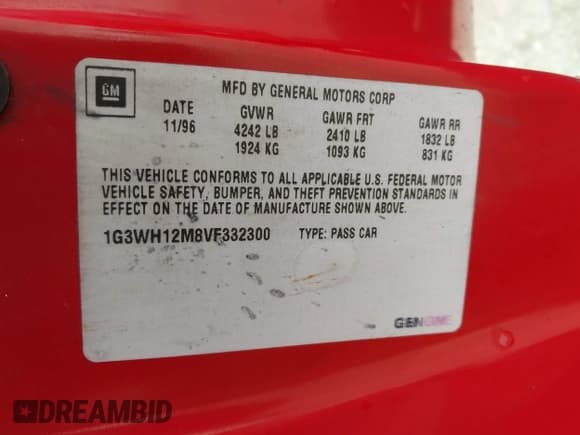 GM
MFD BY GENERAL MOTORS CORP
DATE GVWR GAWR FRT GAWR RR
11/96 4242 LB 2410 LB 1832 LB
1924 KG 1093 KG 831 KG
THIS VEHICLE CONFORMS TO ALL APPLICABLE U.S. FEDERAL MOTOR
VEHICLE SAFETY, BUMPER, AND THEFT PREVENTION STANDARDS IN
EFFECT ON THE DATE OF MANUFACTURE SHOWN ABOVE.
1G3WH12M8VF332300 TYPE: PASS CAR
DREAMBID